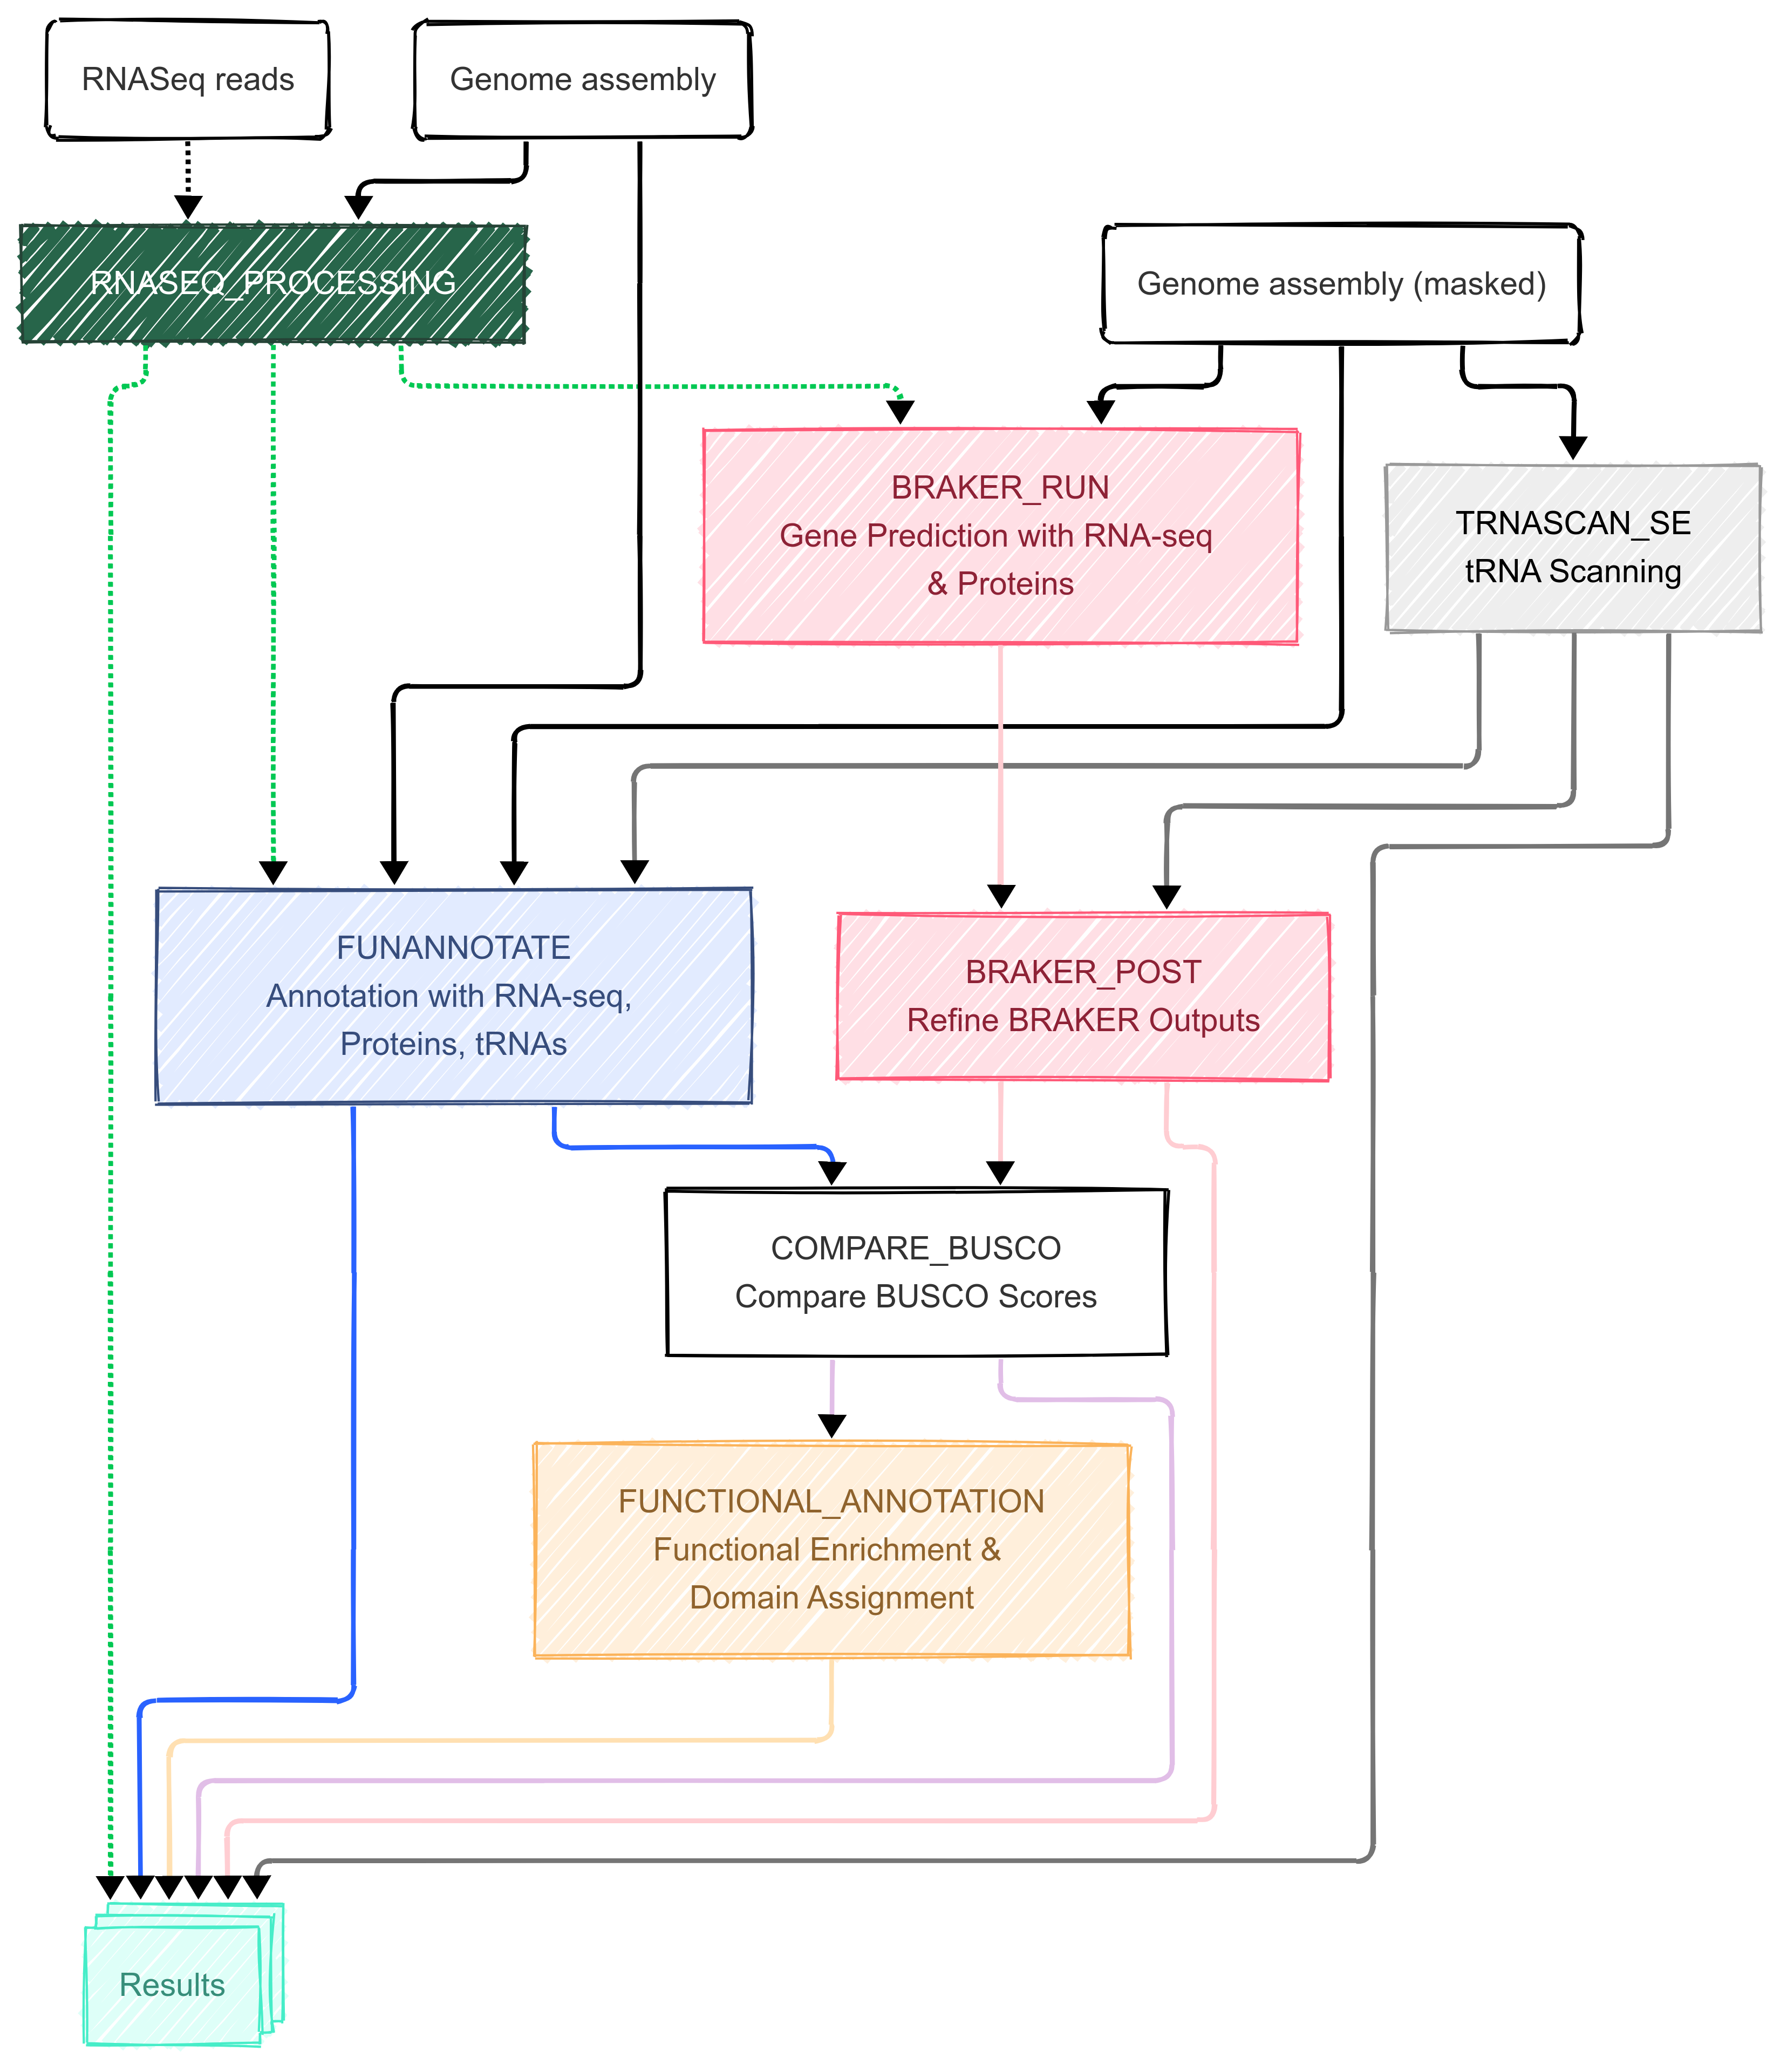 RNASeq reads
Genome assembly
RNASEQ_PROCESSING
Genome assembly (masked)
BRAKER_RUN
Gene Prediction with RNA-seq
& Proteins
TRNASCAN_SE
tRNA Scanning
FUNANNOTATE
Annotation with RNA-seq,
Proteins, tRNAs
BRAKER_POST
Refine BRAKER Outputs
COMPARE_BUSCO
Compare BUSCO Scores
FUNCTIONAL_ANNOTATION
Functional Enrichment &
Domain Assignment
Results